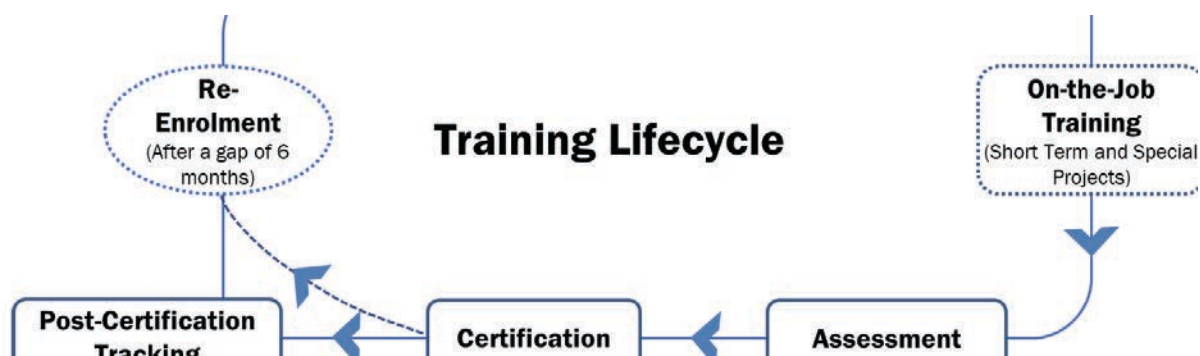 Re-
Enrolment
(After a gap of 6
months)
Training Lifecycle
On-the-Job
Training
(Short Term and Special
Projects)
Post-Certification
Tracking
Certification
Assessment